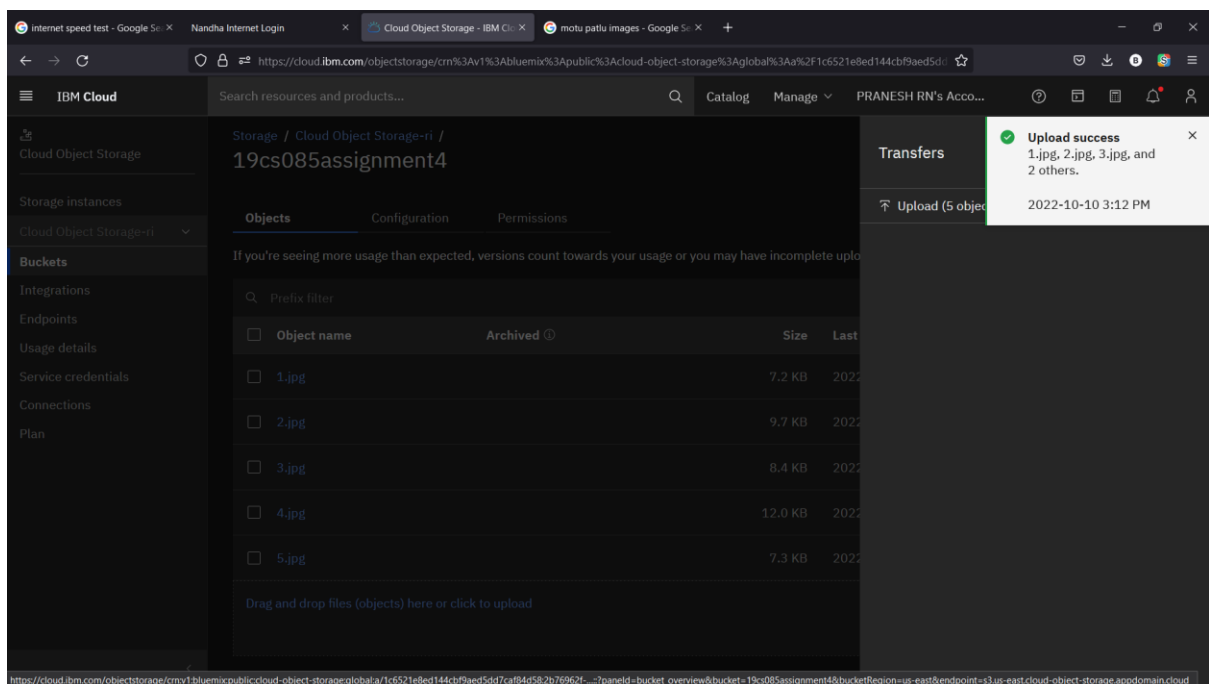 internet speed test - Google Se
Nandha Internet Login
Cloud Object Storage - IBM Clo
motu patlu images - Google Se
https://cloud.ibm.com/objectstorage/crn%3Av1%3Abluemix%3Apublic%3Acloud-object-storage%3Aglobal%3Aa%2F1c6521e8ed144cbf9aed5dd
IBM Cloud
Search resources and products...
Catalog
Manage
PRANESH RN's Acco...
Cloud Object Storage
Storage instances
Cloud Object Storage-ri
Buckets
Integrations
Endpoints
Usage details
Service credentials
Connections
Plan
Storage / Cloud Object Storage-ri /
19cs085assignment4
Objects Configuration Permissions
If you're seeing more usage than expected, versions count towards your usage or you may have incomplete uplo
Prefix filter
Object name Archived Size Last
1.jpg 7.2 KB 2022
2.jpg 9.7 KB 2022
3.jpg 8.4 KB 2022
4.jpg 12.0 KB 2022
5.jpg 7.3 KB 2022
Drag and drop files (objects) here or click to upload
Transfers
Upload (5 objec
Upload success
1.jpg, 2.jpg, 3.jpg, and
2 others.
2022-10-10 3:12 PM
https://cloud.ibm.com/objectstorage/crn:v1:bluemix:public:cloud-object-storage:global:a/1c6521e8ed144cbf9aed5dd7caf84d58:2b76962f-...::?paneId=bucket_overview&bucket=19cs085assignment4&bucketRegion=us-east&endpoint=s3.us-east.cloud-object-storage.appdomain.cloud